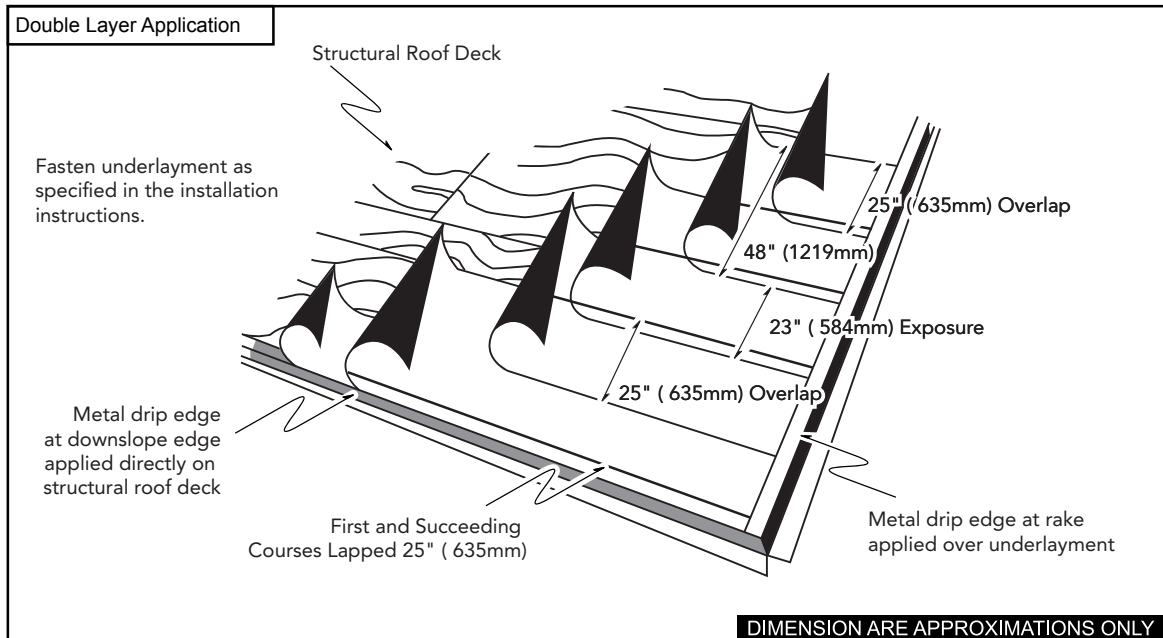 Double Layer Application
Structural Roof Deck
Fasten underlayment as
specified in the installation
instructions.
25" ( 635mm) Overlap
48" (1219mm)
23" ( 584mm) Exposure
25" ( 635mm) Overlap
Metal drip edge
at downslope edge
applied directly on
structural roof deck
First and Succeeding
Courses Lapped 25" ( 635mm)
Metal drip edge at rake
applied over underlayment
DIMENSION ARE APPROXIMATIONS ONLY